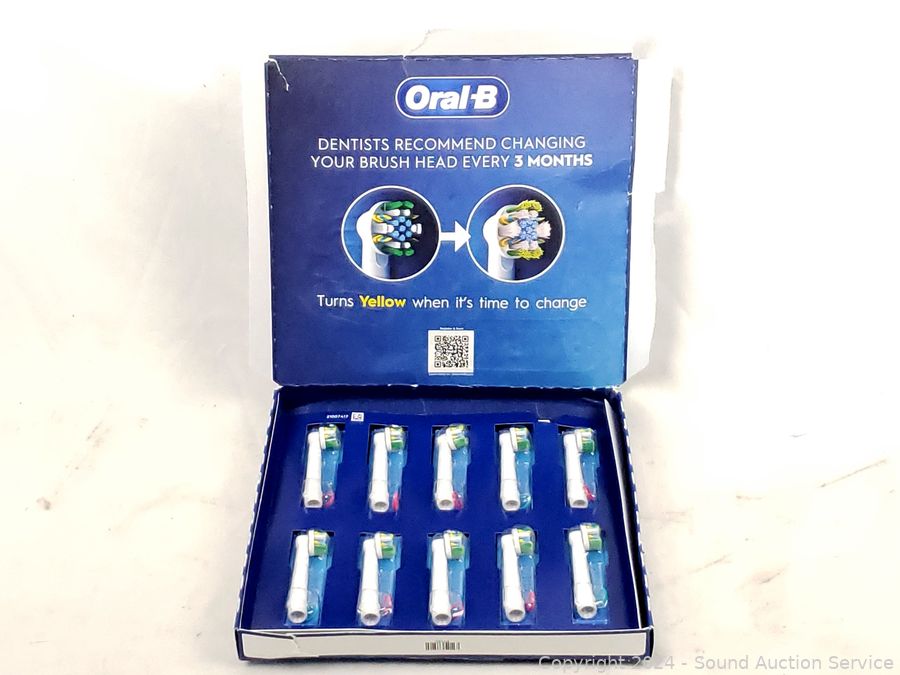 Oral-B
DENTISTS RECOMMEND CHANGING
YOUR BRUSH HEAD EVERY 3 MONTHS
Turns Yellow when it's time to change
Copyright 2024 - Sound Auction Service